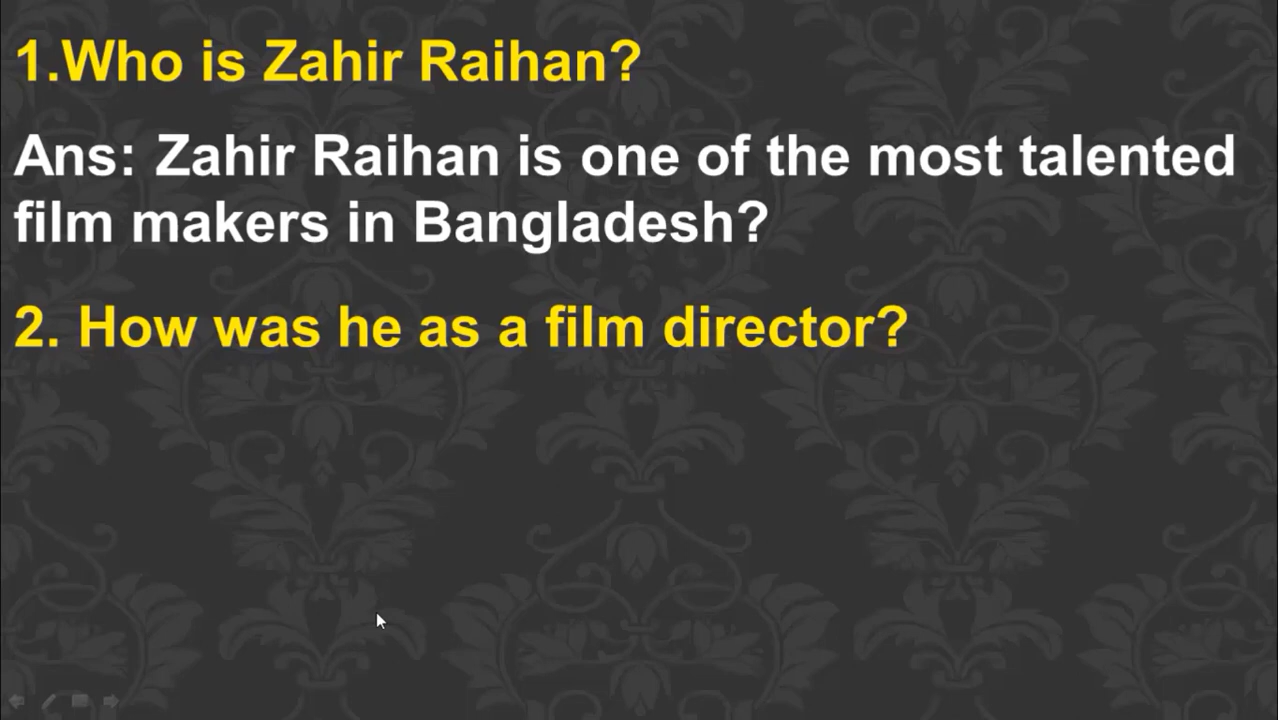 1.Who is Zahir Raihan?
Ans: Zahir Raihan is one of the most talented
film makers in Bangladesh?
2. How was he as a film director?